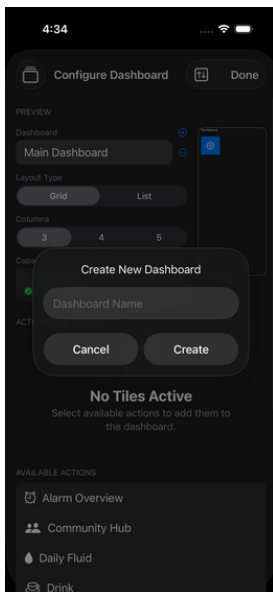 4:34
Configure Dashboard
Done
PREVIEW
Dashboard
Main Dashboard
Layout Type
Grid
List
Columns
3
4
5
Capa
Create New Dashboard
Dashboard Name
ACTI
Cancel
Create
No Tiles Active
Select available actions to add them to
the dashboard.
AVAILABLE ACTIONS
Alarm Overview
Community Hub
Daily Fluid
Drink